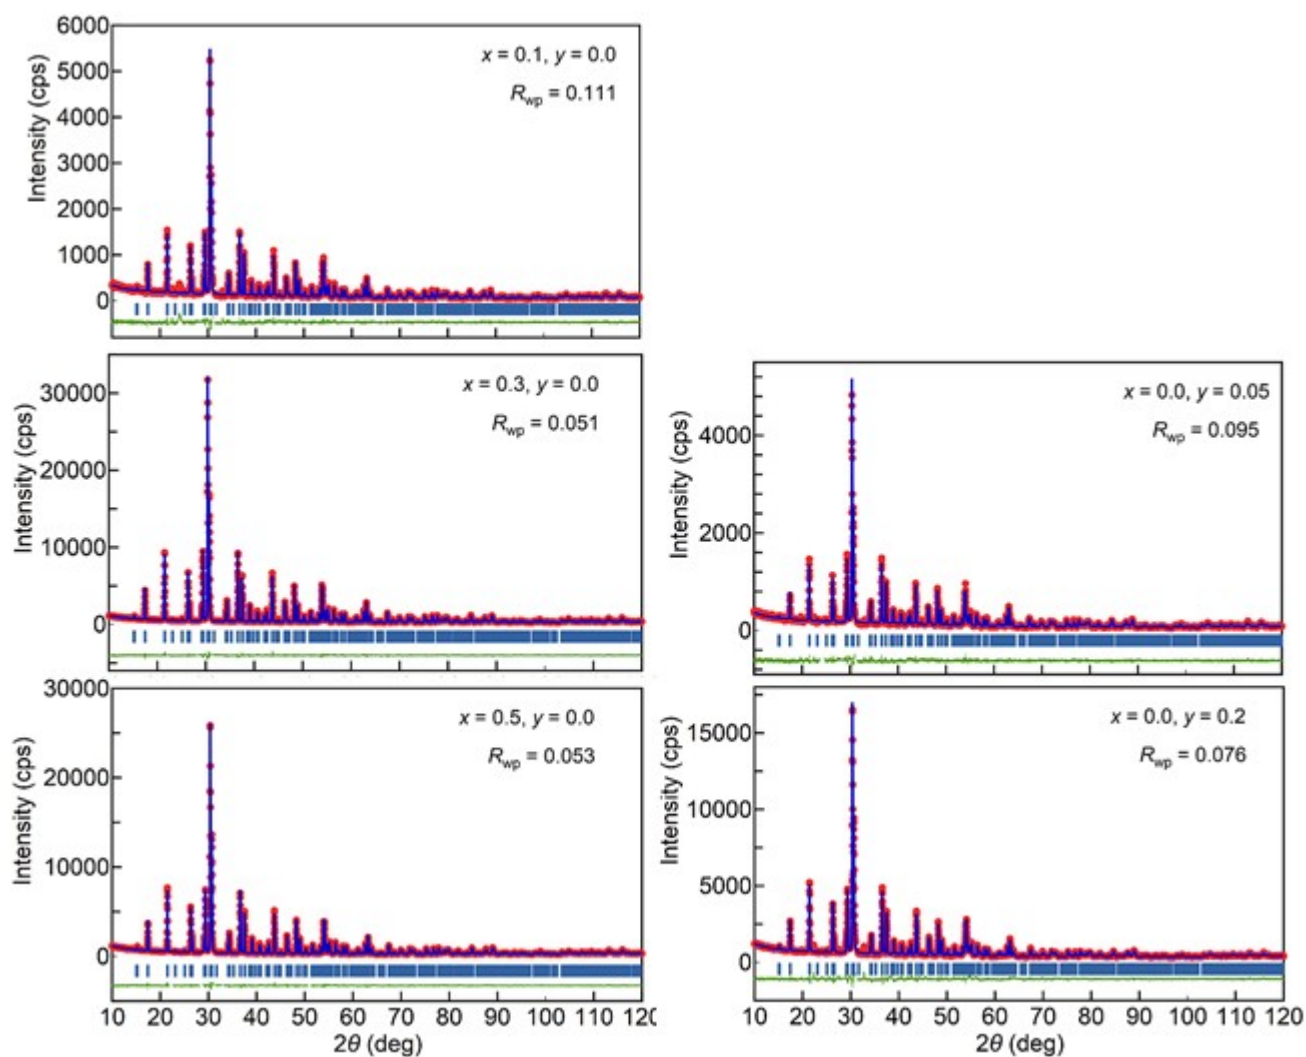 6000
5000
4000
3000
2000
1000
0
Intensity (cps)
x = 0.1, y = 0.0
Rwp = 0.111
30000
20000
10000
0
Intensity (cps)
x = 0.3, y = 0.0
Rwp = 0.051
4000
2000
0
Intensity (cps)
x = 0.0, y = 0.05
Rwp = 0.095
30000
20000
10000
0
Intensity (cps)
x = 0.5, y = 0.0
Rwp = 0.053
10 20 30 40 50 60 70 80 90 100 110 120
2θ (deg)
15000
10000
5000
0
Intensity (cps)
x = 0.0, y = 0.2
Rwp = 0.076
10 20 30 40 50 60 70 80 90 100 110 120
2θ (deg)